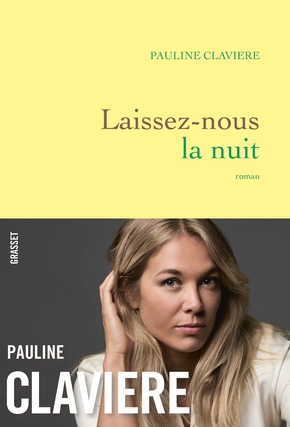 PAULINE CLAVIERE
Laissez-nous
la nuit
roman
GRASSET
PAULINE
CLAVIERE